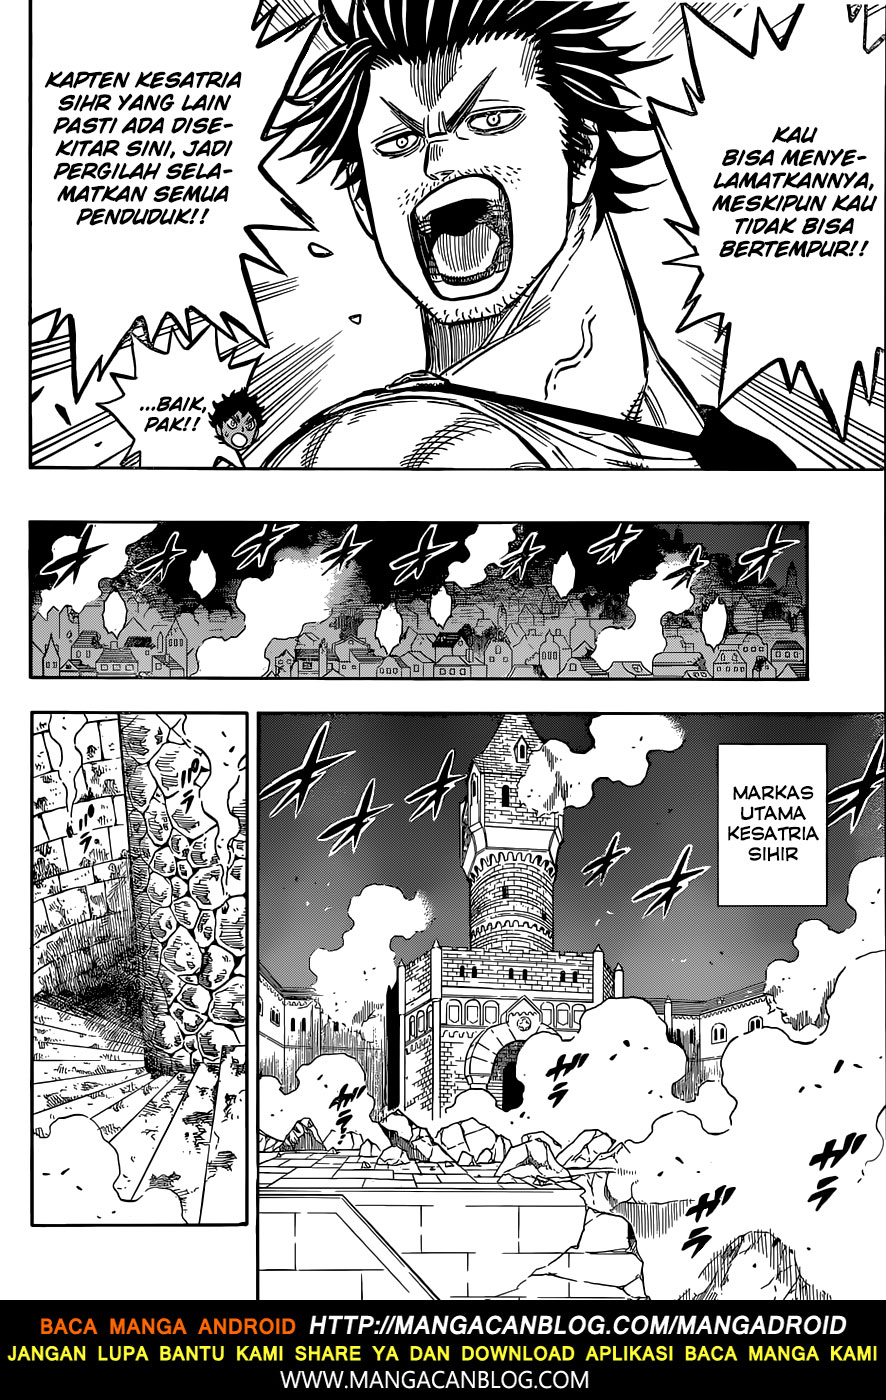 KAU
BISA MENYE-
LAMATKANNYA,
MESKIPUN KAU
TIDAK BISA
BERTEMPUR!!
KAPTEN KESATRIA
SIHR YANG LAIN
PASTI ADA DISE-
KITAR SINI, JADI
PERGILAH SELA-
MATKAN SEMUA
PENDUDUK!!
...BAIK,
PAK!!
MARKAS
UTAMA
KESATRIA
SIHIR
BACA MANGA ANDROID HTTP://MANGACANBLOG.COM/MANGADROID
JANGAN LUPA BANTU KAMI SHARE YA DAN DOWNLOAD APLIKASI BACA MANGA KAMI
WWW.MANGACANBLOG.COM